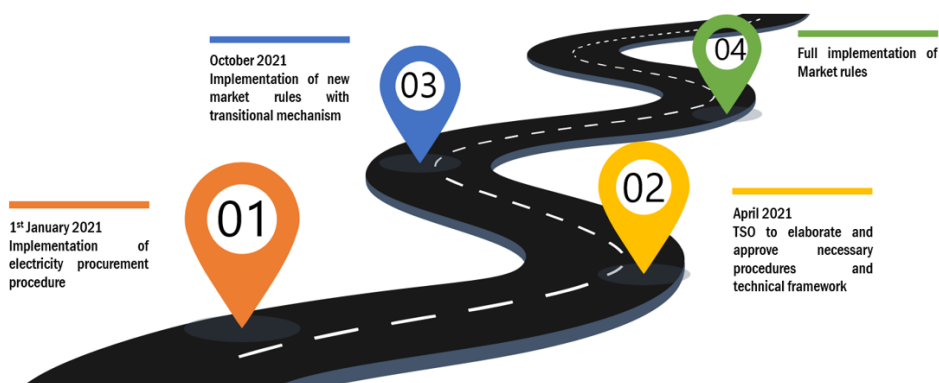 01
1st January 2021
Implementation of
electricity procurement
procedure
02
April 2021
TSO to elaborate and
approve necessary
procedures and
technical framework
03
October 2021
Implementation of new
market rules with
transitional mechanism
04
Full implementation of
Market rules